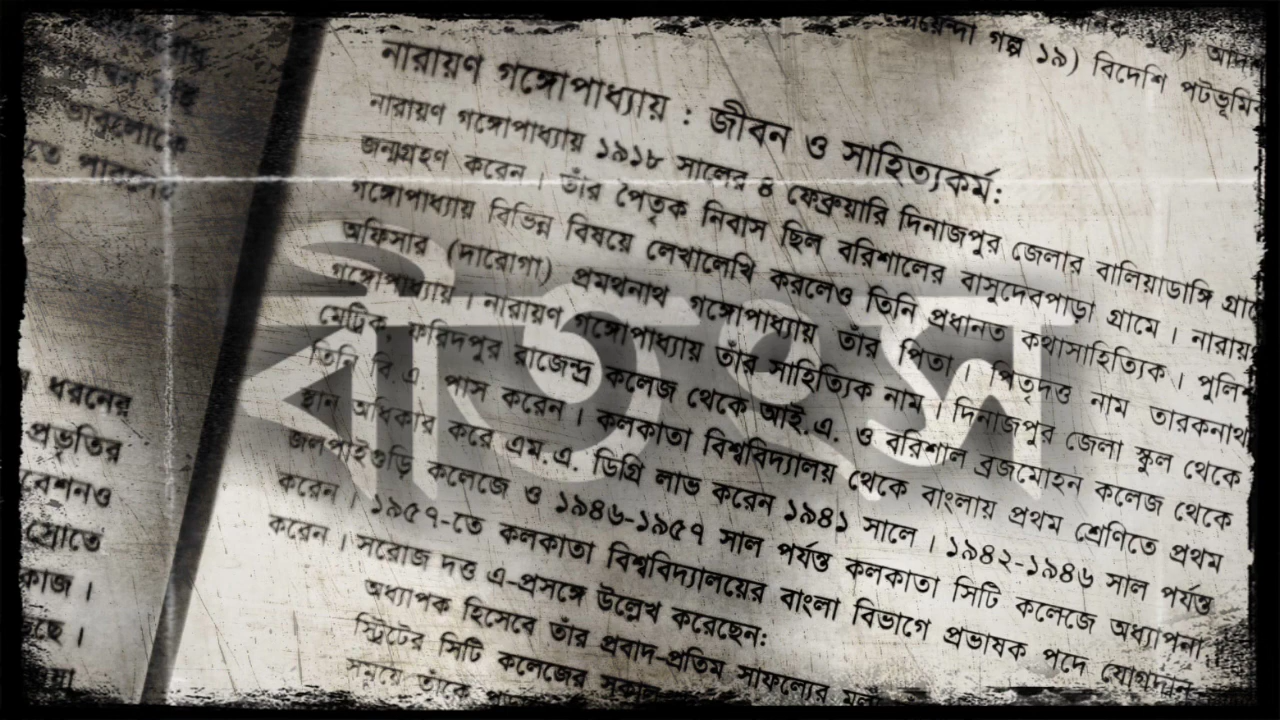 গল্প ১৯) বিদেশি
নারায়ণ গঙ্গোপাধ্যায় : জীবন ও সাহিত্যকর্ম:
নারায়ণ গঙ্গোপাধ্যায় ১৯১৮ সালের ৪ ফেব্রুয়ারি দিনাজপুর জেলার বালিয়াডাঙ্গি
জন্মগ্রহণ করেন । তাঁর পৈতৃক নিবাস ছিল বরিশালের বাসুদেবপাড়া গ্রামে ।
গঙ্গোপাধ্যায় বিভিন্ন বিষয়ে লেখালেখি করলেও তিনি প্রধানত কথাসাহিত্যিক ।
অফিসার (দারোগা) প্রমথনাথ গঙ্গোপাধ্যায় তাঁর পিতা । পিতৃদত্ত নাম তারকনাথ
গঙ্গোপাধ্যায় । নারায়ণ গঙ্গোপাধ্যায় তাঁর সাহিত্যিক নাম । দিনাজপুর জেলা স্কুল থেকে
মেট্রিক, ফরিদপুর রাজেন্দ্র কলেজ থেকে আই.এ. ও বরিশাল ব্রজমোহন কলেজ থেকে
তিনি বি.এ পাস করেন । কলকাতা বিশ্ববিদ্যালয় থেকে বাংলায় প্রথম শ্রেণিতে প্রথম
স্থান অধিকার করে এম.এ. ডিগ্রি লাভ করেন ১৯৪১ সালে । ১৯৪২-১৯৪৬ সাল পর্যন্ত
জলপাইগুড়ি কলেজে ও ১৯৪৬-১৯৫৭ সাল পর্যন্ত কলকাতা সিটি কলেজে অধ্যাপনা
করেন । ১৯৫৭-তে কলকাতা বিশ্ববিদ্যালয়ের বাংলা বিভাগে প্রভাষক পদে যোগদান
করেন । সরোজ দত্ত এ-প্রসঙ্গে উল্লেখ করেছেন:
অধ্যাপক হিসেবে তাঁর প্রবাদ-প্রতিম সাফল্যের
স্ট্রিটের সিটি কলেজের
সময়ে তাঁকে
বীতংস
ধরনের
প্রভৃতির